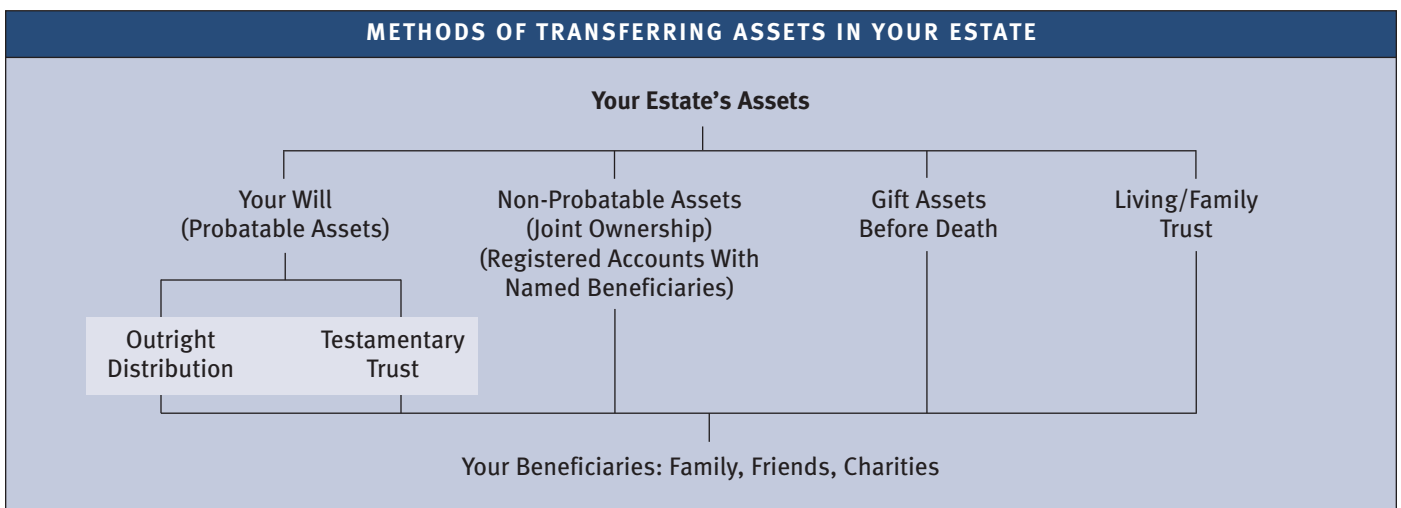 METHODS OF TRANSFERRING ASSETS IN YOUR ESTATE
Your Estate’s Assets
Your Will
(Probatable Assets)
Non-Probatable Assets
(Joint Ownership)
(Registered Accounts With
Named Beneficiaries)
Gift Assets
Before Death
Living/Family
Trust
Outright
Distribution
Testamentary
Trust
Your Beneficiaries: Family, Friends, Charities